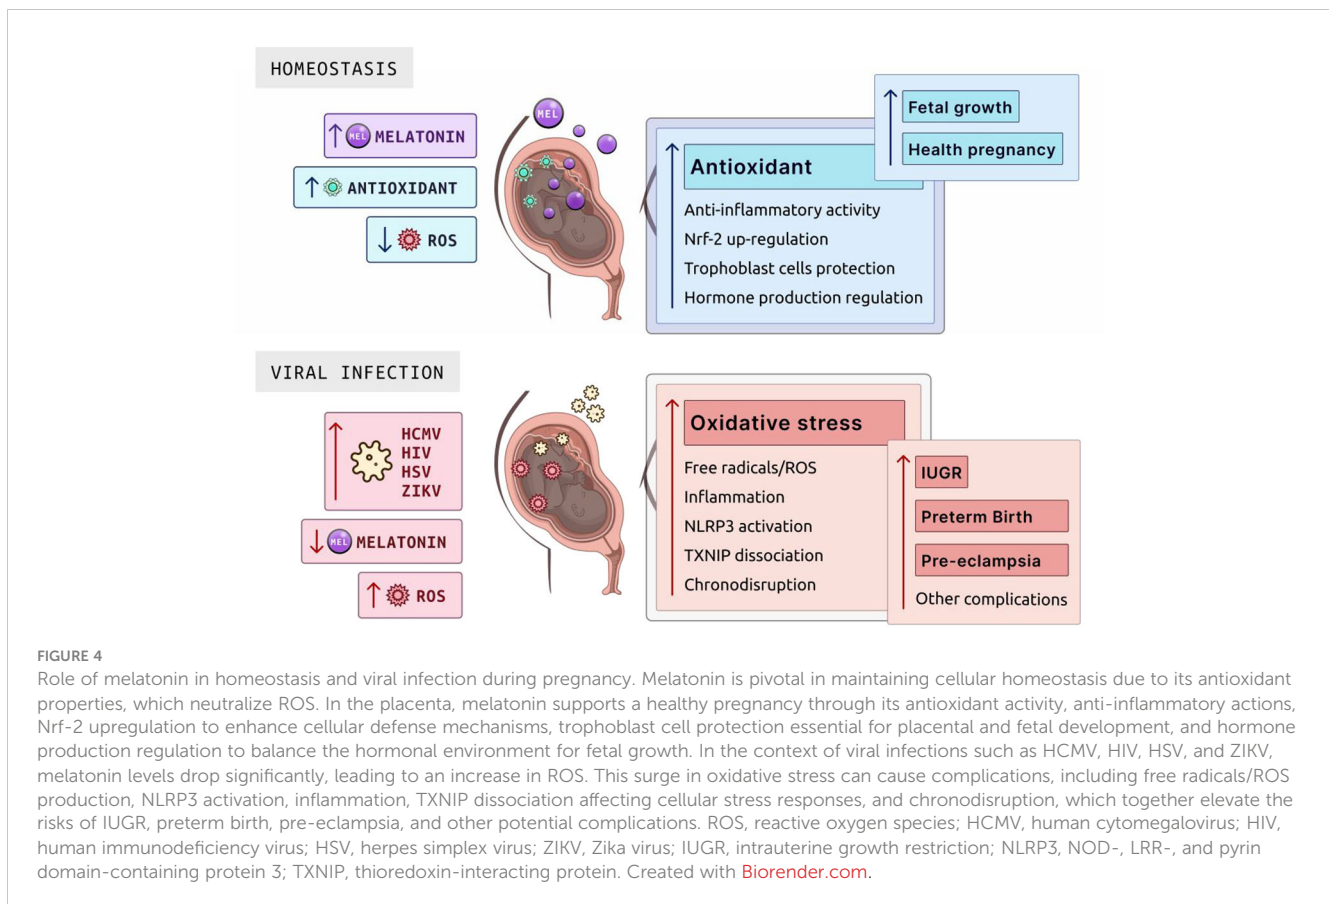 HOMEOSTASIS
↑ MEL MELATONIN
↑ ANTIOXIDANT
↓ ROS
MEL
Antioxidant
Anti-inflammatory activity
Nrf-2 up-regulation
Trophoblast cells protection
Hormone production regulation
Fetal growth
Health pregnancy
VIRAL INFECTION
HCMV
HIV
HSV
ZIKV
↓ MEL MELATONIN
↑ ROS
Oxidative stress
Free radicals/ROS
Inflammation
NLRP3 activation
TXNIP dissociation
Chronodisruption
IUGR
Preterm Birth
Pre-eclampsia
Other complications
FIGURE 4
Role of melatonin in homeostasis and viral infection during pregnancy. Melatonin is pivotal in maintaining cellular homeostasis due to its antioxidant
properties, which neutralize ROS. In the placenta, melatonin supports a healthy pregnancy through its antioxidant activity, anti-inflammatory actions,
Nrf-2 upregulation to enhance cellular defense mechanisms, trophoblast cell protection essential for placental and fetal development, and hormone
production regulation to balance the hormonal environment for fetal growth. In the context of viral infections such as HCMV, HIV, HSV, and ZIKV,
melatonin levels drop significantly, leading to an increase in ROS. This surge in oxidative stress can cause complications, including free radicals/ROS
production, NLRP3 activation, inflammation, TXNIP dissociation affecting cellular stress responses, and chronodisruption, which together elevate the
risks of IUGR, preterm birth, pre-eclampsia, and other potential complications. ROS, reactive oxygen species; HCMV, human cytomegalovirus; HIV,
human immunodeficiency virus; HSV, herpes simplex virus; ZIKV, Zika virus; IUGR, intrauterine growth restriction; NLRP3, NOD-, LRR-, and pyrin
domain-containing protein 3; TXNIP, thioredoxin-interacting protein. Created with Biorender.com.